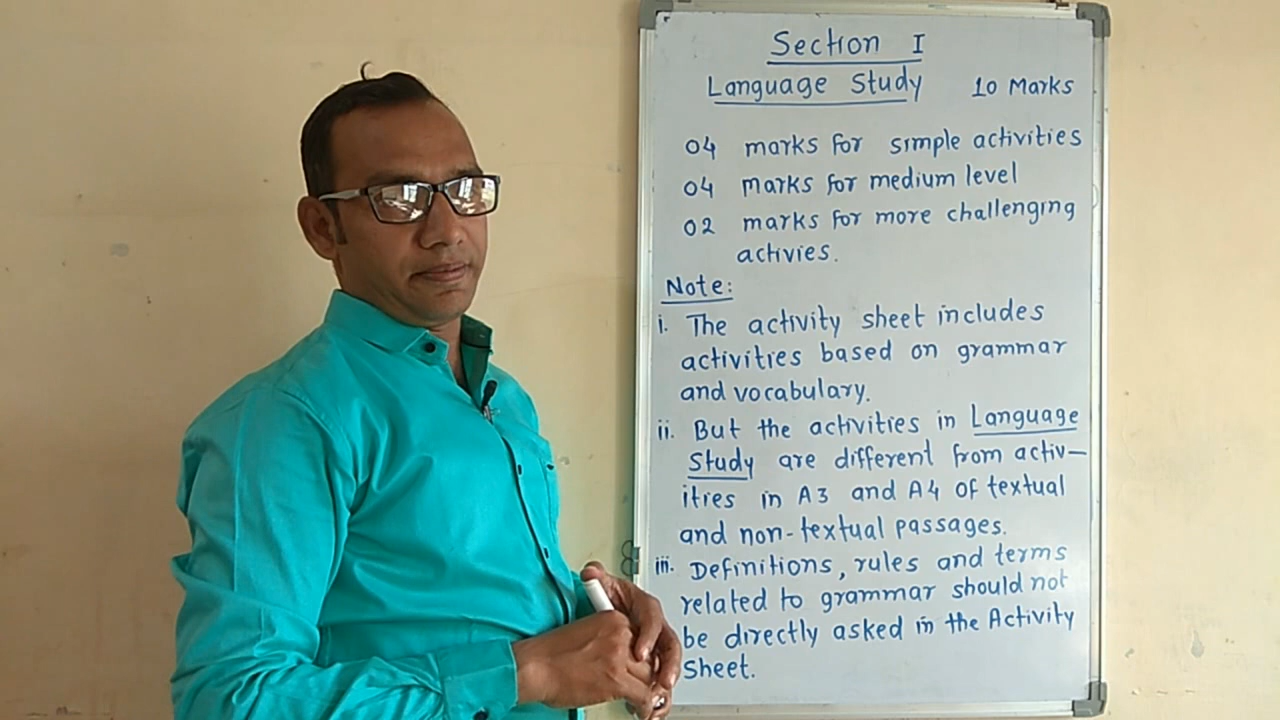 Section I
Language Study 10 Marks
04 marks for simple activities
04 marks for medium level
02 marks for more challenging
activies.
Note:
i. The activity sheet includes
activities based on grammar
and vocabulary.
ii. But the activities in Language
Study are different from activ-
ities in A3 and A4 of textual
and non-textual passages.
iii. Definitions, rules and terms
related to grammar should not
be directly asked in the Activity
Sheet.